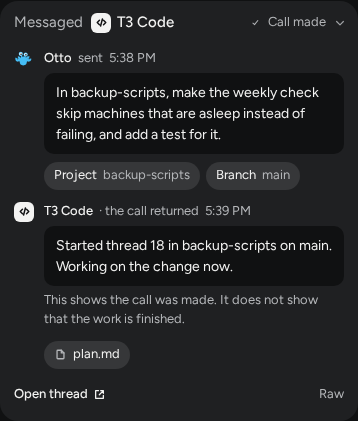 Messaged T3 Code Call made
Otto sent 5:38 PM
In backup-scripts, make the weekly check
skip machines that are asleep instead of
failing, and add a test for it.
Project backup-scripts Branch main
T3 Code · the call returned 5:39 PM
Started thread 18 in backup-scripts on main.
Working on the change now.
This shows the call was made. It does not show
that the work is finished.
plan.md
Open thread Raw